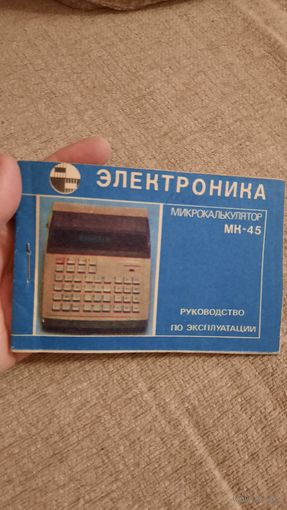 ЭЛЕКТРОНИКА
МИКРОКАЛЬКУЛЯТОР
МК-45
РУКОВОДСТВО
ПО ЭКСПЛУАТАЦИИ